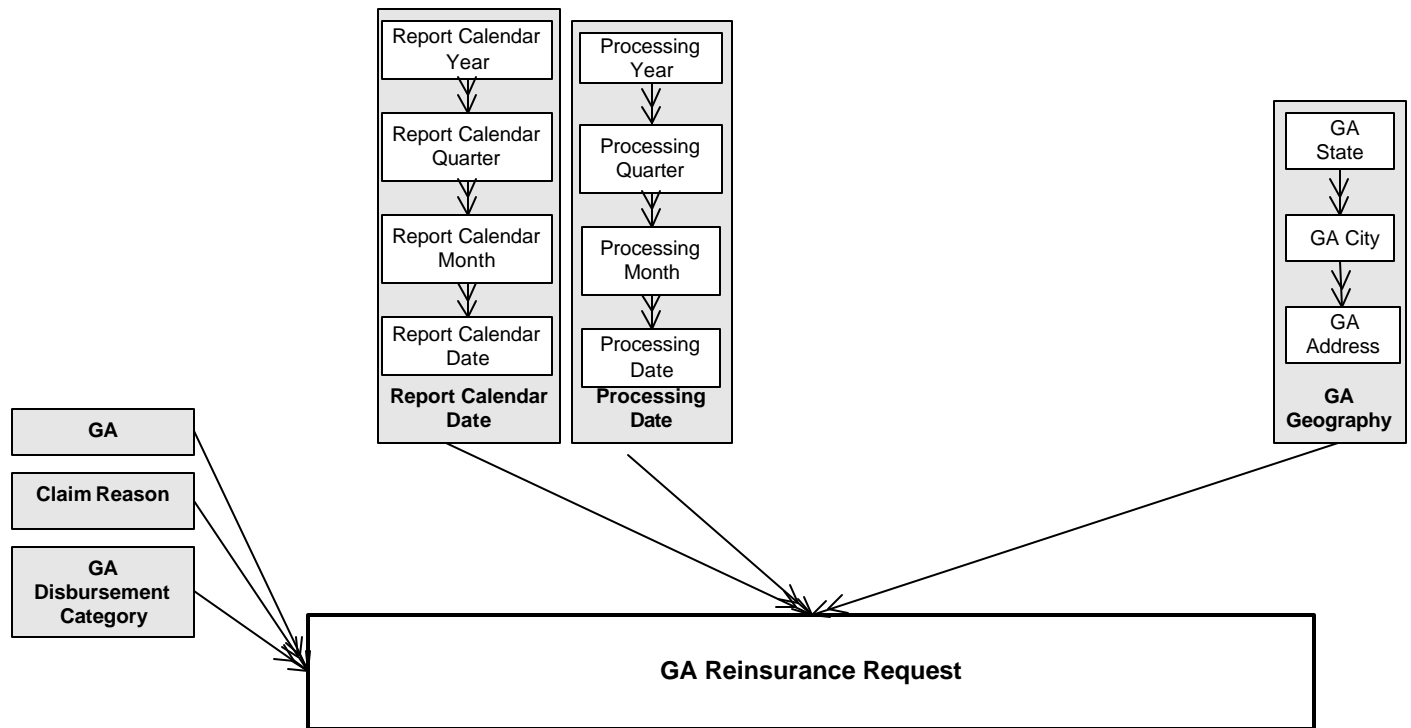 Report Calendar
Year
Report Calendar
Quarter
Report Calendar
Month
Report Calendar
Date
Report Calendar
Date
Processing
Year
Processing
Quarter
Processing
Month
Processing
Date
Processing
Date
GA
State
GA City
GA
Address
GA
Geography
GA
Claim Reason
GA
Disbursement
Category
GA Reinsurance Request